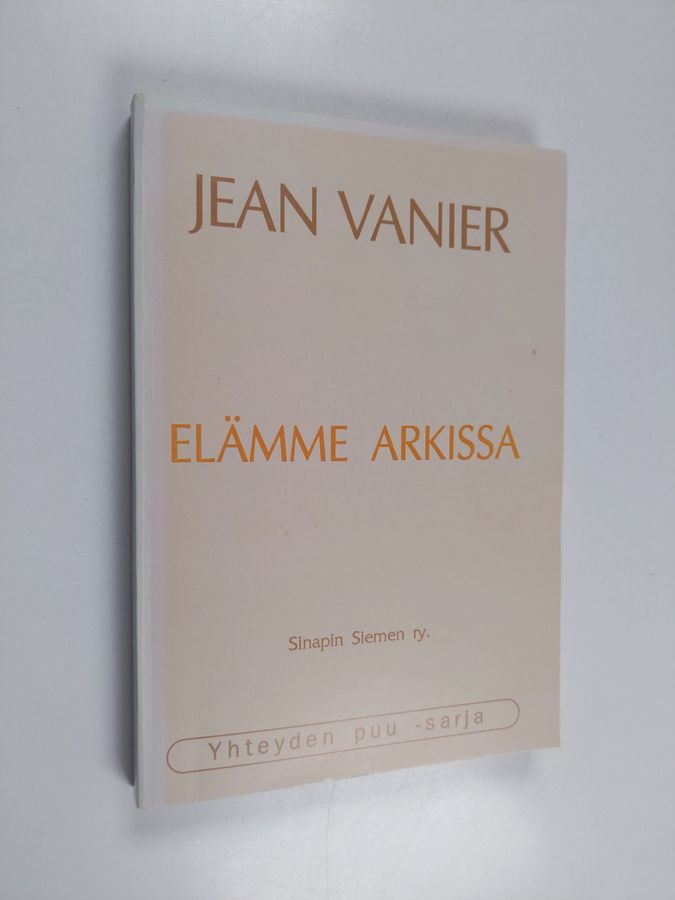 JEAN VANIER
ELÄMME ARKISSA
Sinapin Siemen ry.
Yhteyden puu -sarja